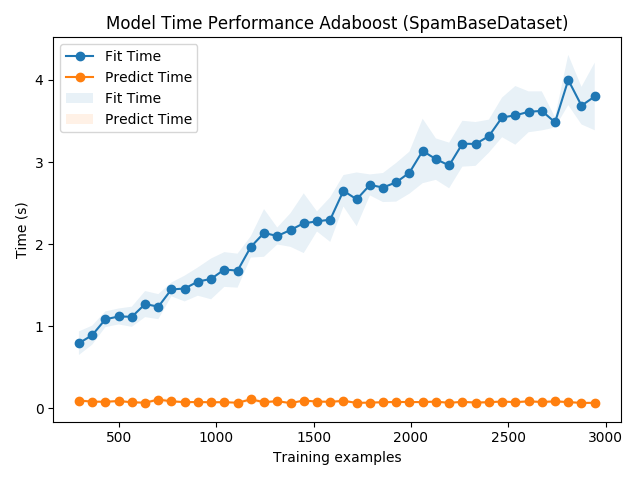 Model Time Performance Adaboost (SpamBaseDataset)
Fit Time
Predict Time
Fit Time
Predict Time
Time (s)
4
3
2
1
0
500 1000 1500 2000 2500 3000
Training examples